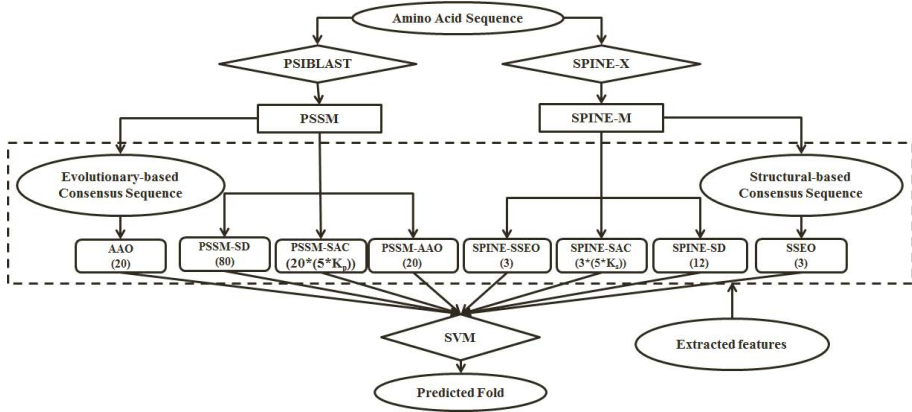 Amino Acid Sequence
PSIBLAST
SPINE-X
PSSM
SPINE-M
Evolutionary-based
Consensus Sequence
Structural-based
Consensus Sequence
AAO
(20)
PSSM-SD
(80)
PSSM-SAC
(20*(5*Kp))
PSSM-AAO
(20)
SPINE-SSEO
(3)
SPINE-SAC
(3*(5*Ks))
SPINE-SD
(12)
SSEO
(3)
SVM
Extracted features
Predicted Fold